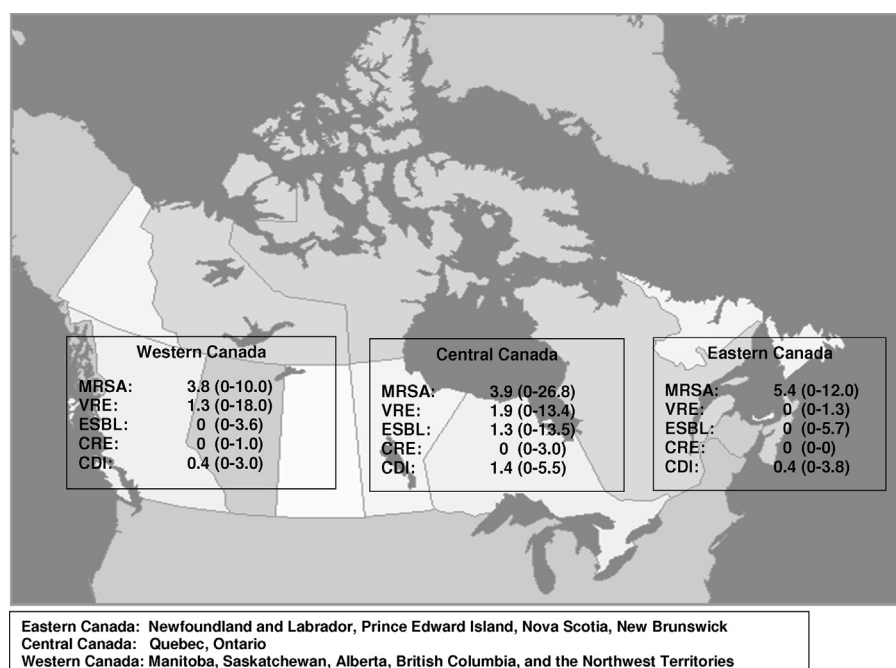 Western Canada
MRSA: 3.8 (0-10.0)
VRE: 1.3 (0-18.0)
ESBL: 0 (0-3.6)
CRE: 0 (0-1.0)
CDI: 0.4 (0-3.0)
Central Canada
MRSA: 3.9 (0-26.8)
VRE: 1.9 (0-13.4)
ESBL: 1.3 (0-13.5)
CRE: 0 (0-3.0)
CDI: 1.4 (0-5.5)
Eastern Canada
MRSA: 5.4 (0-12.0)
VRE: 0 (0-1.3)
ESBL: 0 (0-5.7)
CRE: 0 (0-0)
CDI: 0.4 (0-3.8)
Eastern Canada: Newfoundland and Labrador, Prince Edward Island, Nova Scotia, New Brunswick
Central Canada: Quebec, Ontario
Western Canada: Manitoba, Saskatchewan, Alberta, British Columbia, and the Northwest Territories